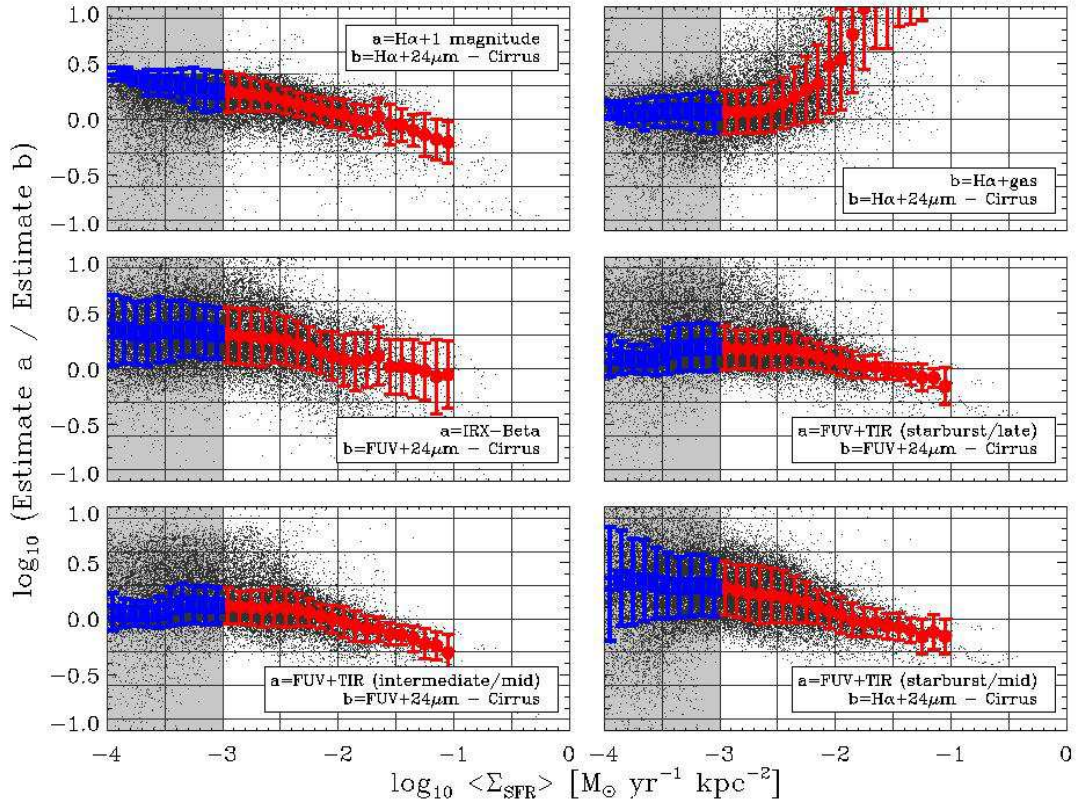 log₁₀ (Estimate a / Estimate b)
1.0
0.5
0.0
−0.5
−1.0
a=Hα+1 magnitude
b=Hα+24μm − Cirrus
b=Hα+gas
b=Hα+24μm − Cirrus
1.0
0.5
0.0
−0.5
−1.0
a=IRX−Beta
b=FUV+24μm − Cirrus
a=FUV+TIR (starburst/late)
b=FUV+24μm − Cirrus
1.0
0.5
0.0
−0.5
−1.0
a=FUV+TIR (intermediate/mid)
b=FUV+24μm − Cirrus
a=FUV+TIR (starburst/mid)
b=Hα+24μm − Cirrus
−4 −3 −2 −1 0
−4 −3 −2 −1 0
log₁₀ <Σ_SFR> [M⊙ yr⁻¹ kpc⁻²]